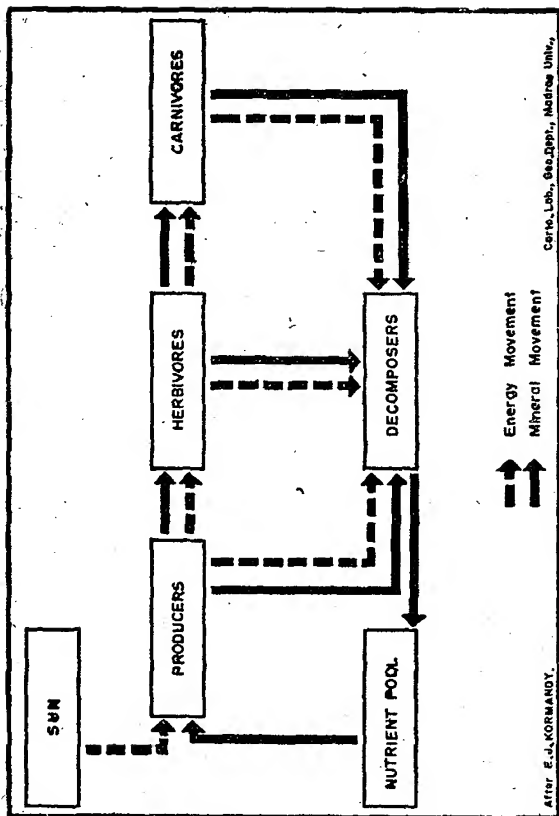 SUN
PRODUCERS
HERBIVORES
CARNIVORES
NUTRIENT POOL
DECOMPOSERS
Energy Movement
Mineral Movement
After E.J.KORMANDY.
Carto. Lab., Geo. Dept., Madras Univ.,